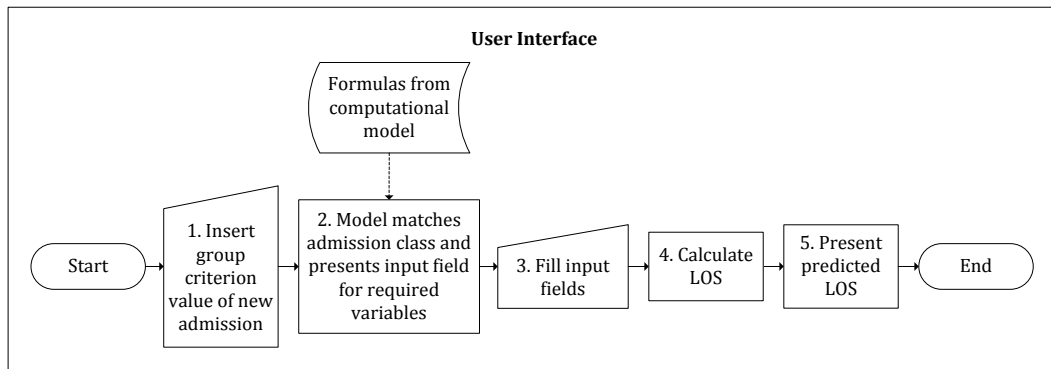 User Interface
Formulas from
computational
model
Start
1. Insert
group
criterion
value of new
admission
2. Model matches
admission class and
presents input field
for required
variables
3. Fill input
fields
4. Calculate
LOS
5. Present
predicted
LOS
End